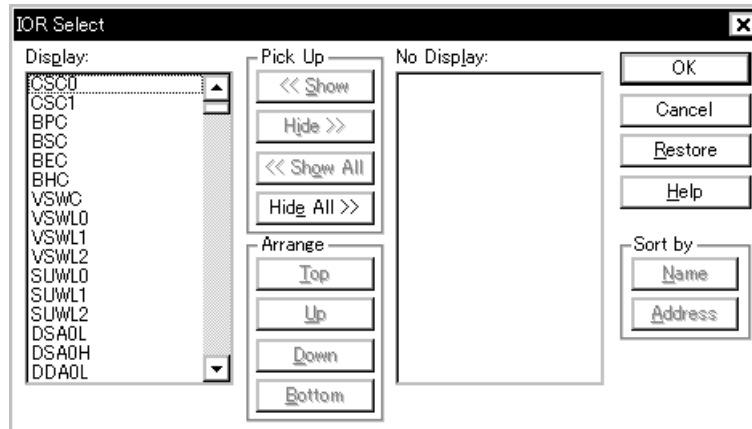 IOR Select
Display:
CSC0
CSC1
BPC
BSC
BEC
BHC
VSWC
VSWL0
VSWL1
VSWL2
SUWL0
SUWL1
SUWL2
DSA0L
DSA0H
DDA0L
Pick Up
<< Show
Hide >>
<< Show All
Hide All >>
Arrange
Top
Up
Down
Bottom
No Display:
OK
Cancel
Restore
Help
Sort by
Name
Address